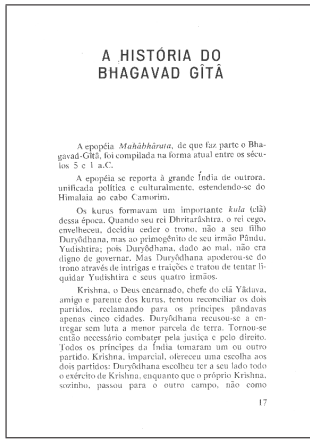 A HISTÓRIA DO
BHAGAVAD GÎTÂ
A epopéia Mahâbhârata, de que faz parte o Bha-
gavad-Gîtâ, foi compilada na forma atual entre os sécu-
los 5 e 1 a.C.
A epopéia se reporta à grande Índia de outrora,
unificada política e culturalmente, estendendo-se do
Himalaia ao cabo Camorim.
Os kurus formavam um importante kula (clã)
dessa época. Quando seu rei Dhritarâshtra, o rei cego,
envelheceu, decidiu ceder o trono, não a seu filho
Duryôdhana, mas ao primogênito de seu irmão Pându,
Yudishtira; pois Duryôdhana, dado ao mal, não era
digno de governar. Mas Duryôdhana apoderou-se do
trono através de intrigas e traições e tratou de tentar li-
quidar Yudishtira e seus quatro irmãos.
Krishna, o Deus encarnado, chefe do clã Yâdava,
amigo e parente dos kurus, tentou reconciliar os dois
partidos, reclamando para os príncipes pândavas
apenas cinco cidades. Duryôdhana recusou-se a en-
tregar sem luta a menor parcela de terra. Tornou-se
então necessário combater pela justiça e pelo direito.
Todos os príncipes da Índia tomaram um ou outro
partido. Krishna, imparcial, ofereceu uma escolha aos
dois partidos: Duryôdhana escolheu ter a seu lado todo
o exército de Krishna, enquanto que o próprio Krishna,
sozinho, passou para o outro campo, não como
17